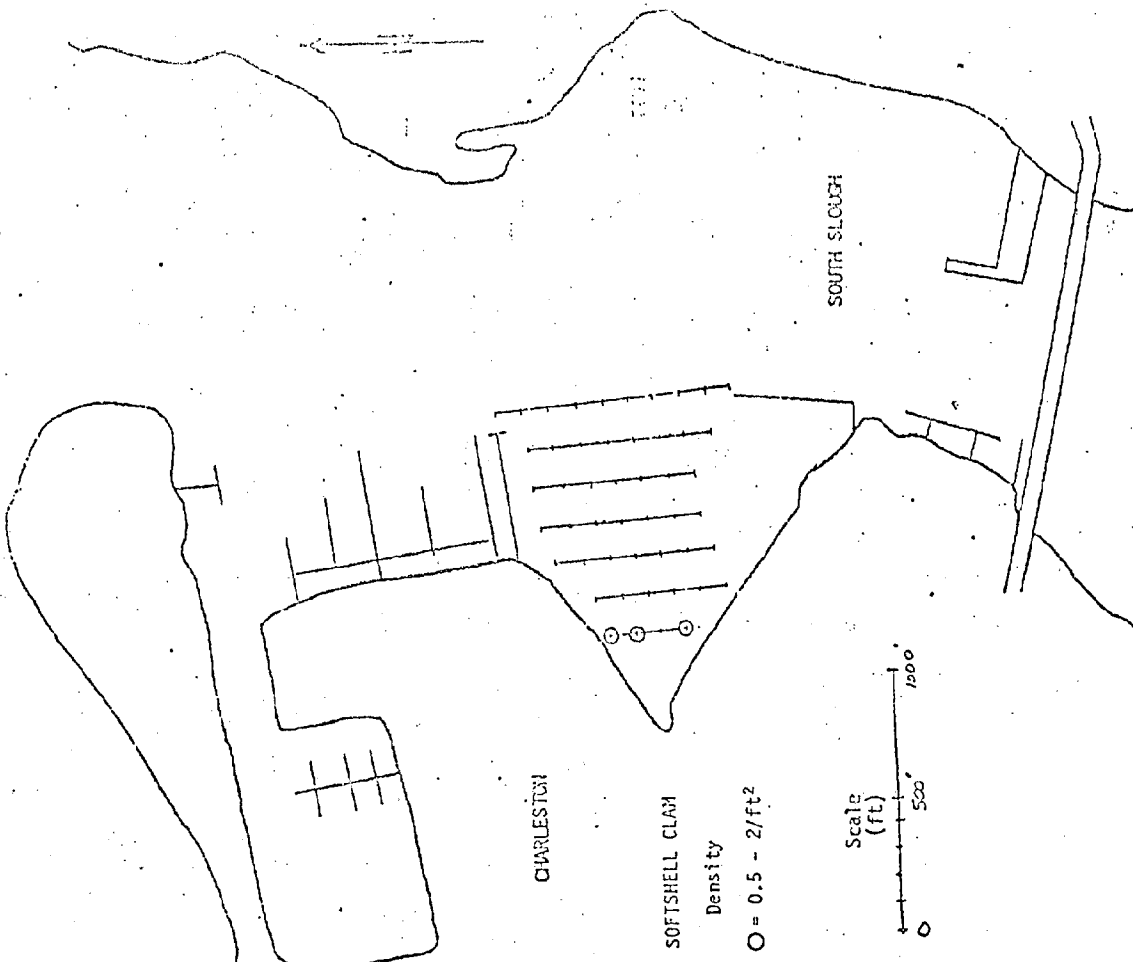 SOUTH SLOUGH
CHARLESTON
SOFTSHELL CLAM
Density
O = 0.5 - 2/ft²
Scale
(ft)
0
500'
1000'